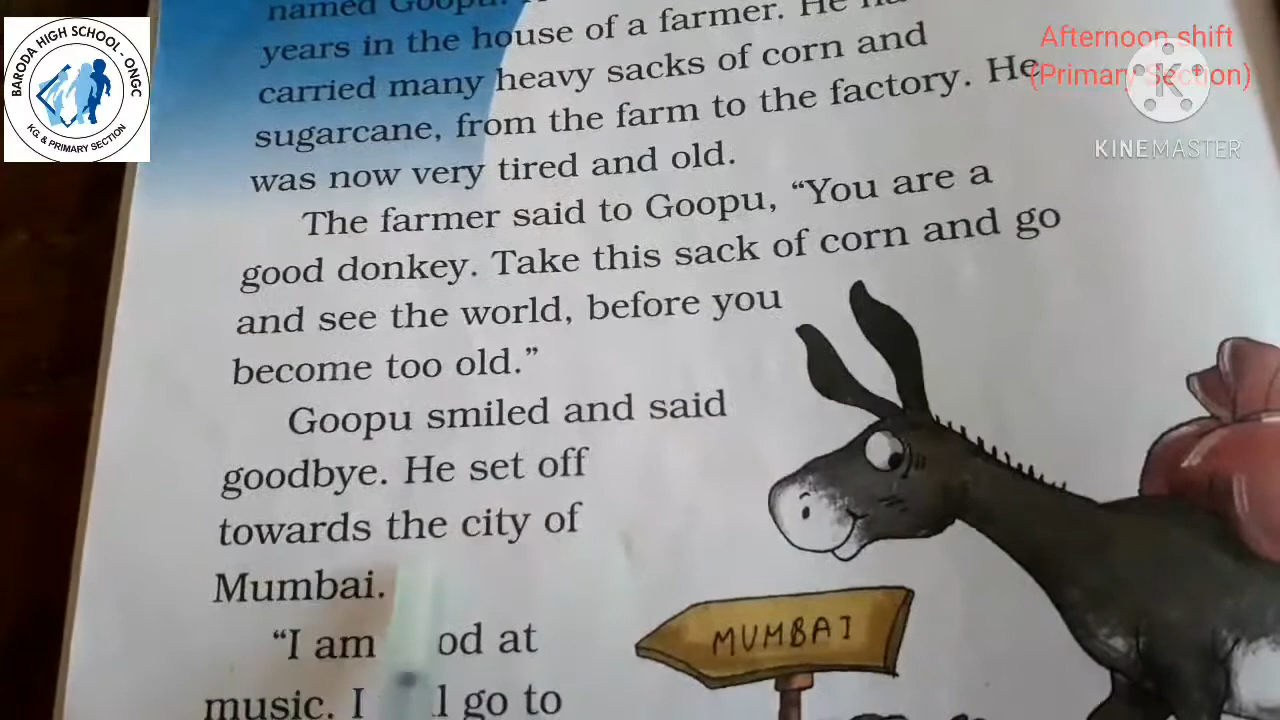 named Goopu.
years in the house of a farmer. He
carried many heavy sacks of corn and
sugarcane, from the farm to the factory. He
was now very tired and old.
The farmer said to Goopu, “You are a
good donkey. Take this sack of corn and go
and see the world, before you
become too old.”
Goopu smiled and said
goodbye. He set off
towards the city of
Mumbai.
“I am od at
music. I l go to
MUMBAI
BARODA HIGH SCHOOL - ONGC
KG & PRIMARY SECTION
Afternoon shift
(Primary Section)
K
KINEMASTER